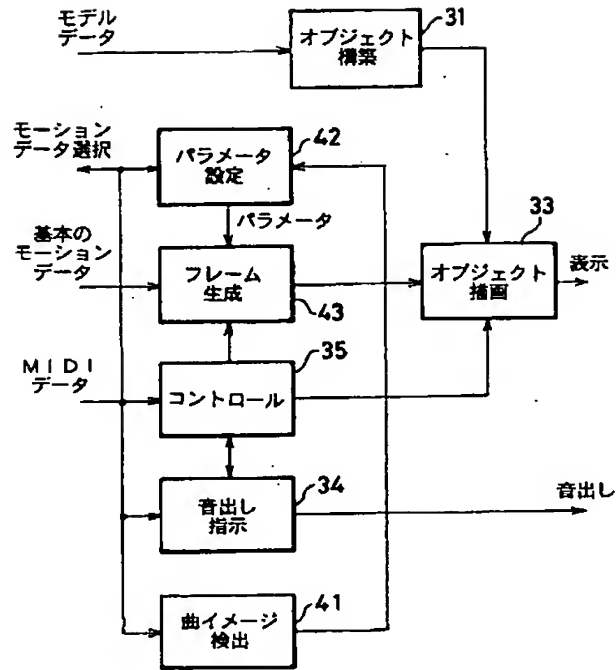 モデル
データ
オブジェクト
構築
31
モーション
データ選択
パラメータ
設定
42
パラメータ
基本の
モーション
データ
フレーム
生成
43
オブジェクト
描画
33
表示
MIDI
データ
コントロール
35
音出し
指示
34
音出し
曲イメージ
検出
41